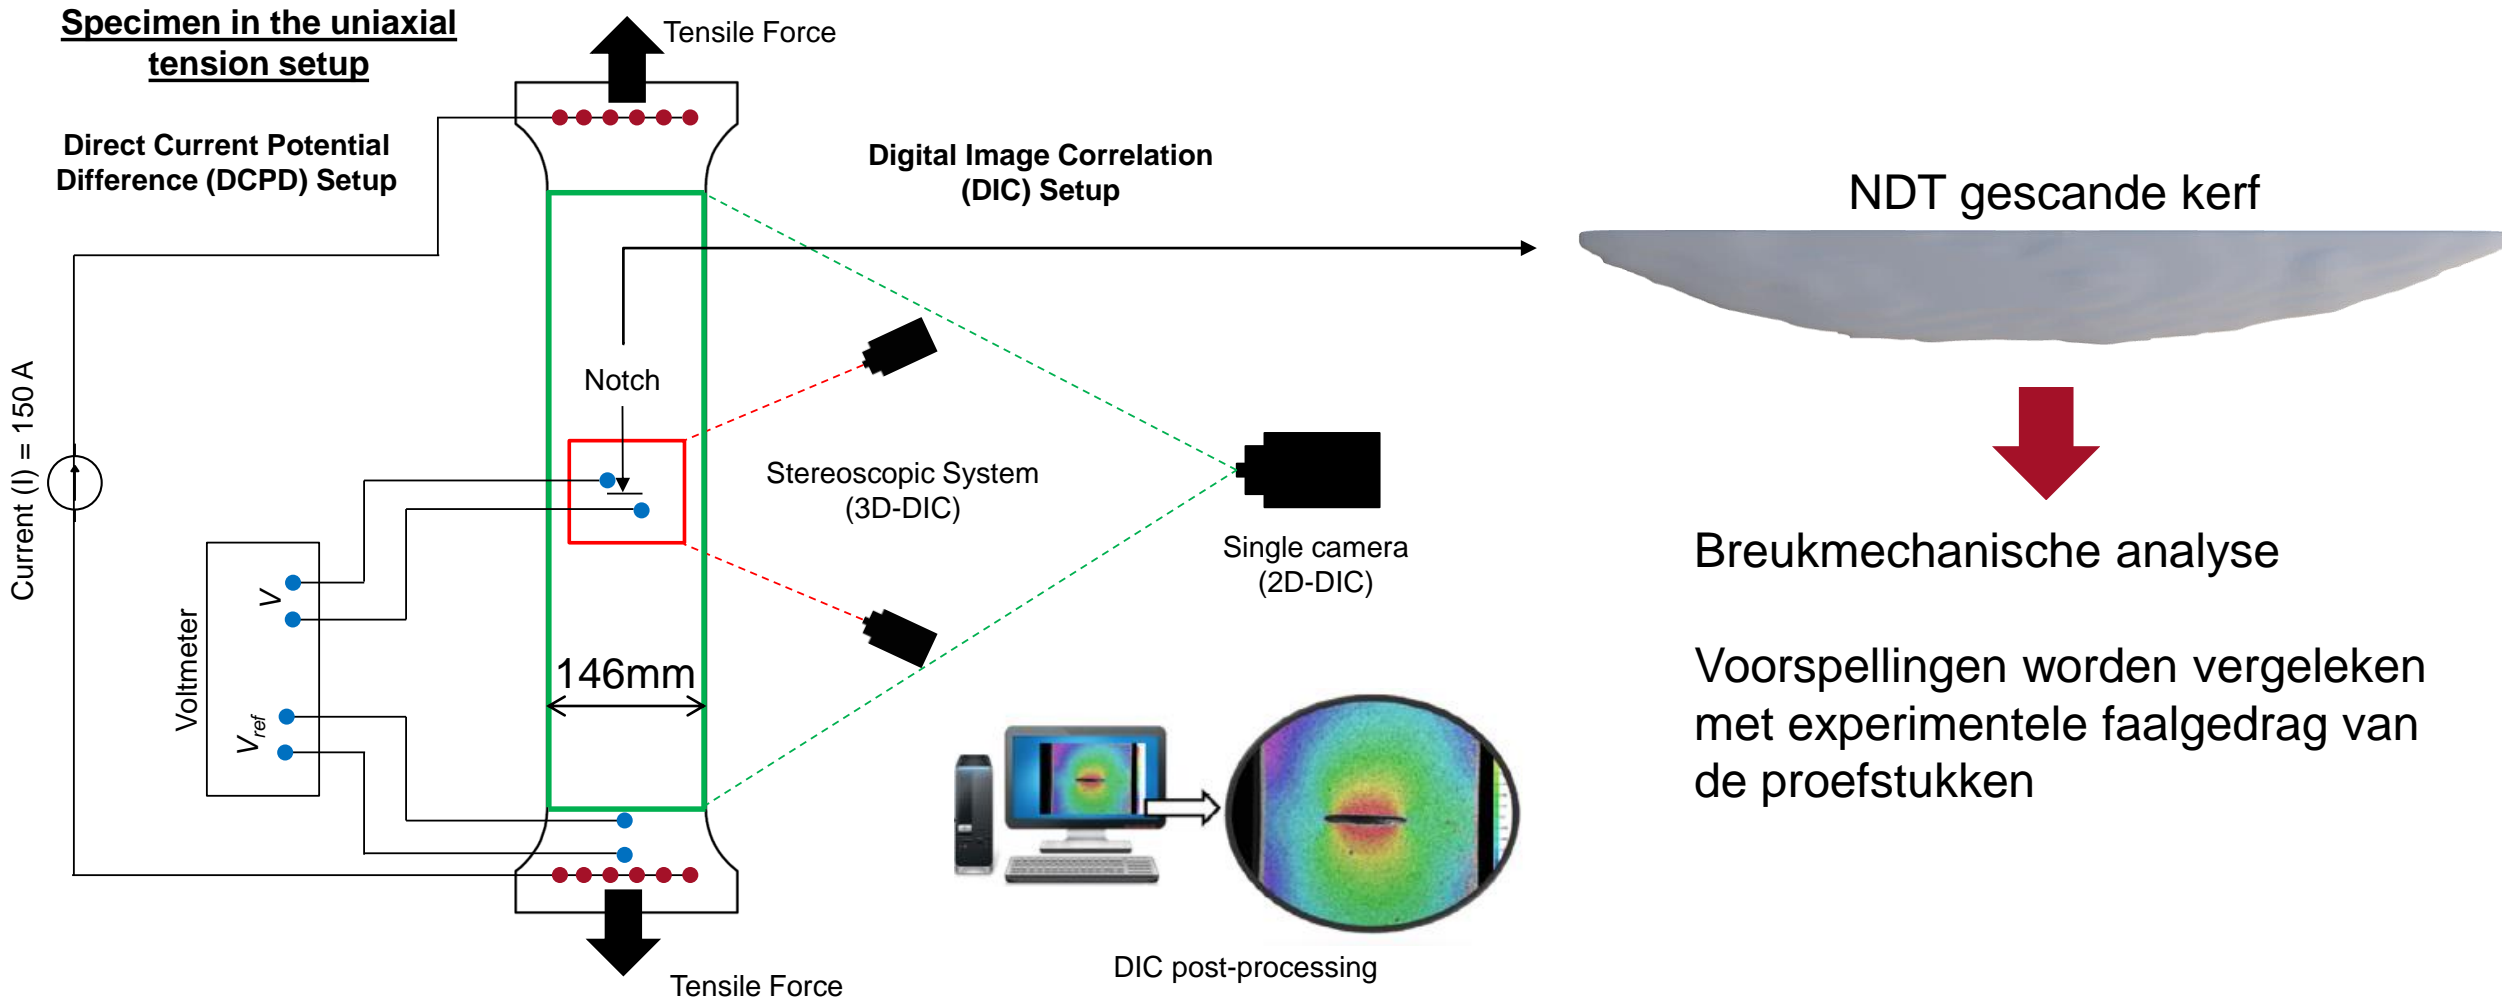 Specimen in the uniaxial
tension setup
Tensile Force
Direct Current Potential
Difference (DCPD) Setup
Digital Image Correlation
(DIC) Setup
NDT gescande kerf
Current (I) = 150 A
Notch
Stereoscopic System
(3D-DIC)
Single camera
(2D-DIC)
Voltmeter
V
Vref
146mm
Breukmechanische analyse
Voorspellingen worden vergeleken
met experimentele faalgedrag van
de proefstukken
DIC post-processing
Tensile Force